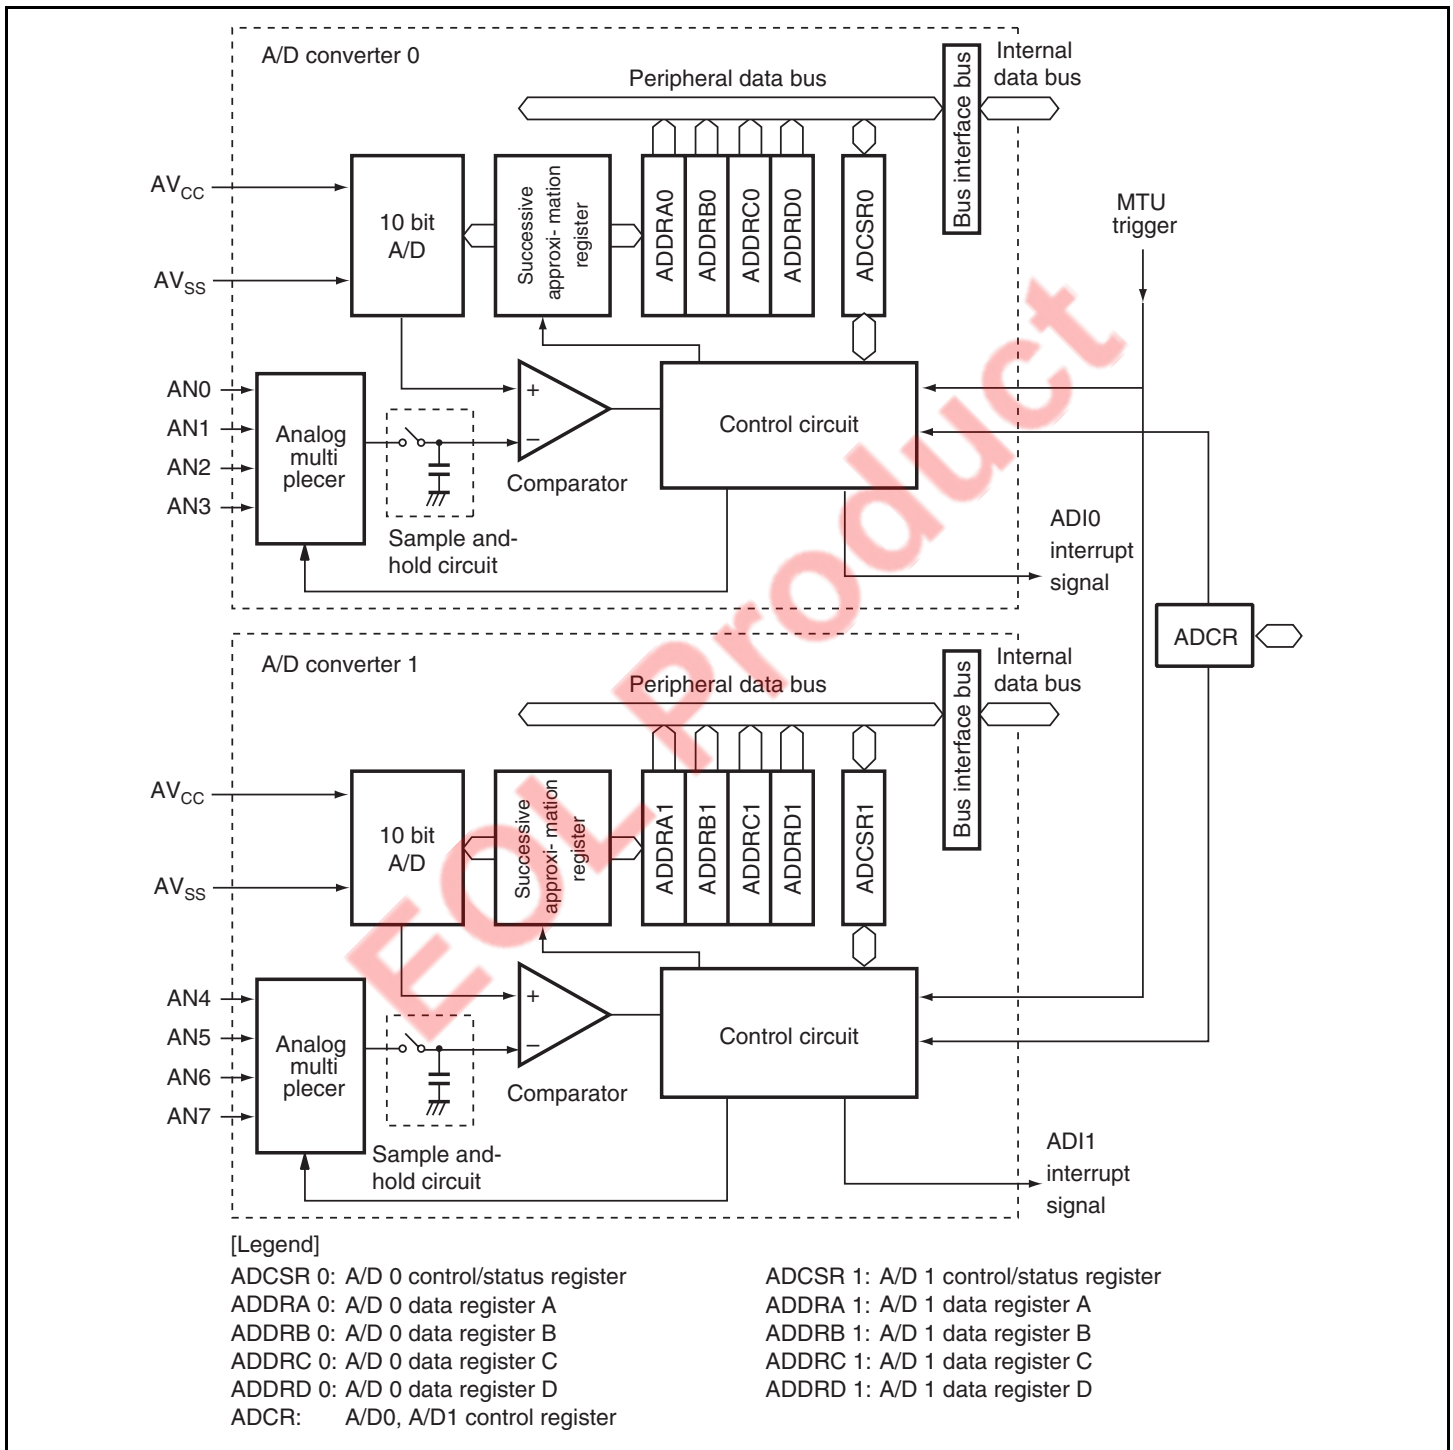 A/D converter 0
Peripheral data bus
Internal
data bus
Bus interface bus
AVCC
AVSS
10 bit
A/D
Successive
approxi- mation
register
ADDRA0
ADDRB0
ADDRC0
ADDRD0
ADCSR0
MTU
trigger
AN0
AN1
AN2
AN3
Analog
multi
plecer
Sample and-
hold circuit
+
−
Comparator
Control circuit
ADI0
interrupt
signal
ADCR
A/D converter 1
Peripheral data bus
Internal
data bus
Bus interface bus
AVCC
AVSS
10 bit
A/D
Successive
approxi- mation
register
ADDRA1
ADDRB1
ADDRC1
ADDRD1
ADCSR1
AN4
AN5
AN6
AN7
Analog
multi
plecer
Sample and-
hold circuit
+
−
Comparator
Control circuit
ADI1
interrupt
signal
EOL Product
[Legend]
ADCSR 0: A/D 0 control/status register
ADDRA 0: A/D 0 data register A
ADDRB 0: A/D 0 data register B
ADDRC 0: A/D 0 data register C
ADDRD 0: A/D 0 data register D
ADCR: A/D0, A/D1 control register
ADCSR 1: A/D 1 control/status register
ADDRA 1: A/D 1 data register A
ADDRB 1: A/D 1 data register B
ADDRC 1: A/D 1 data register C
ADDRD 1: A/D 1 data register D